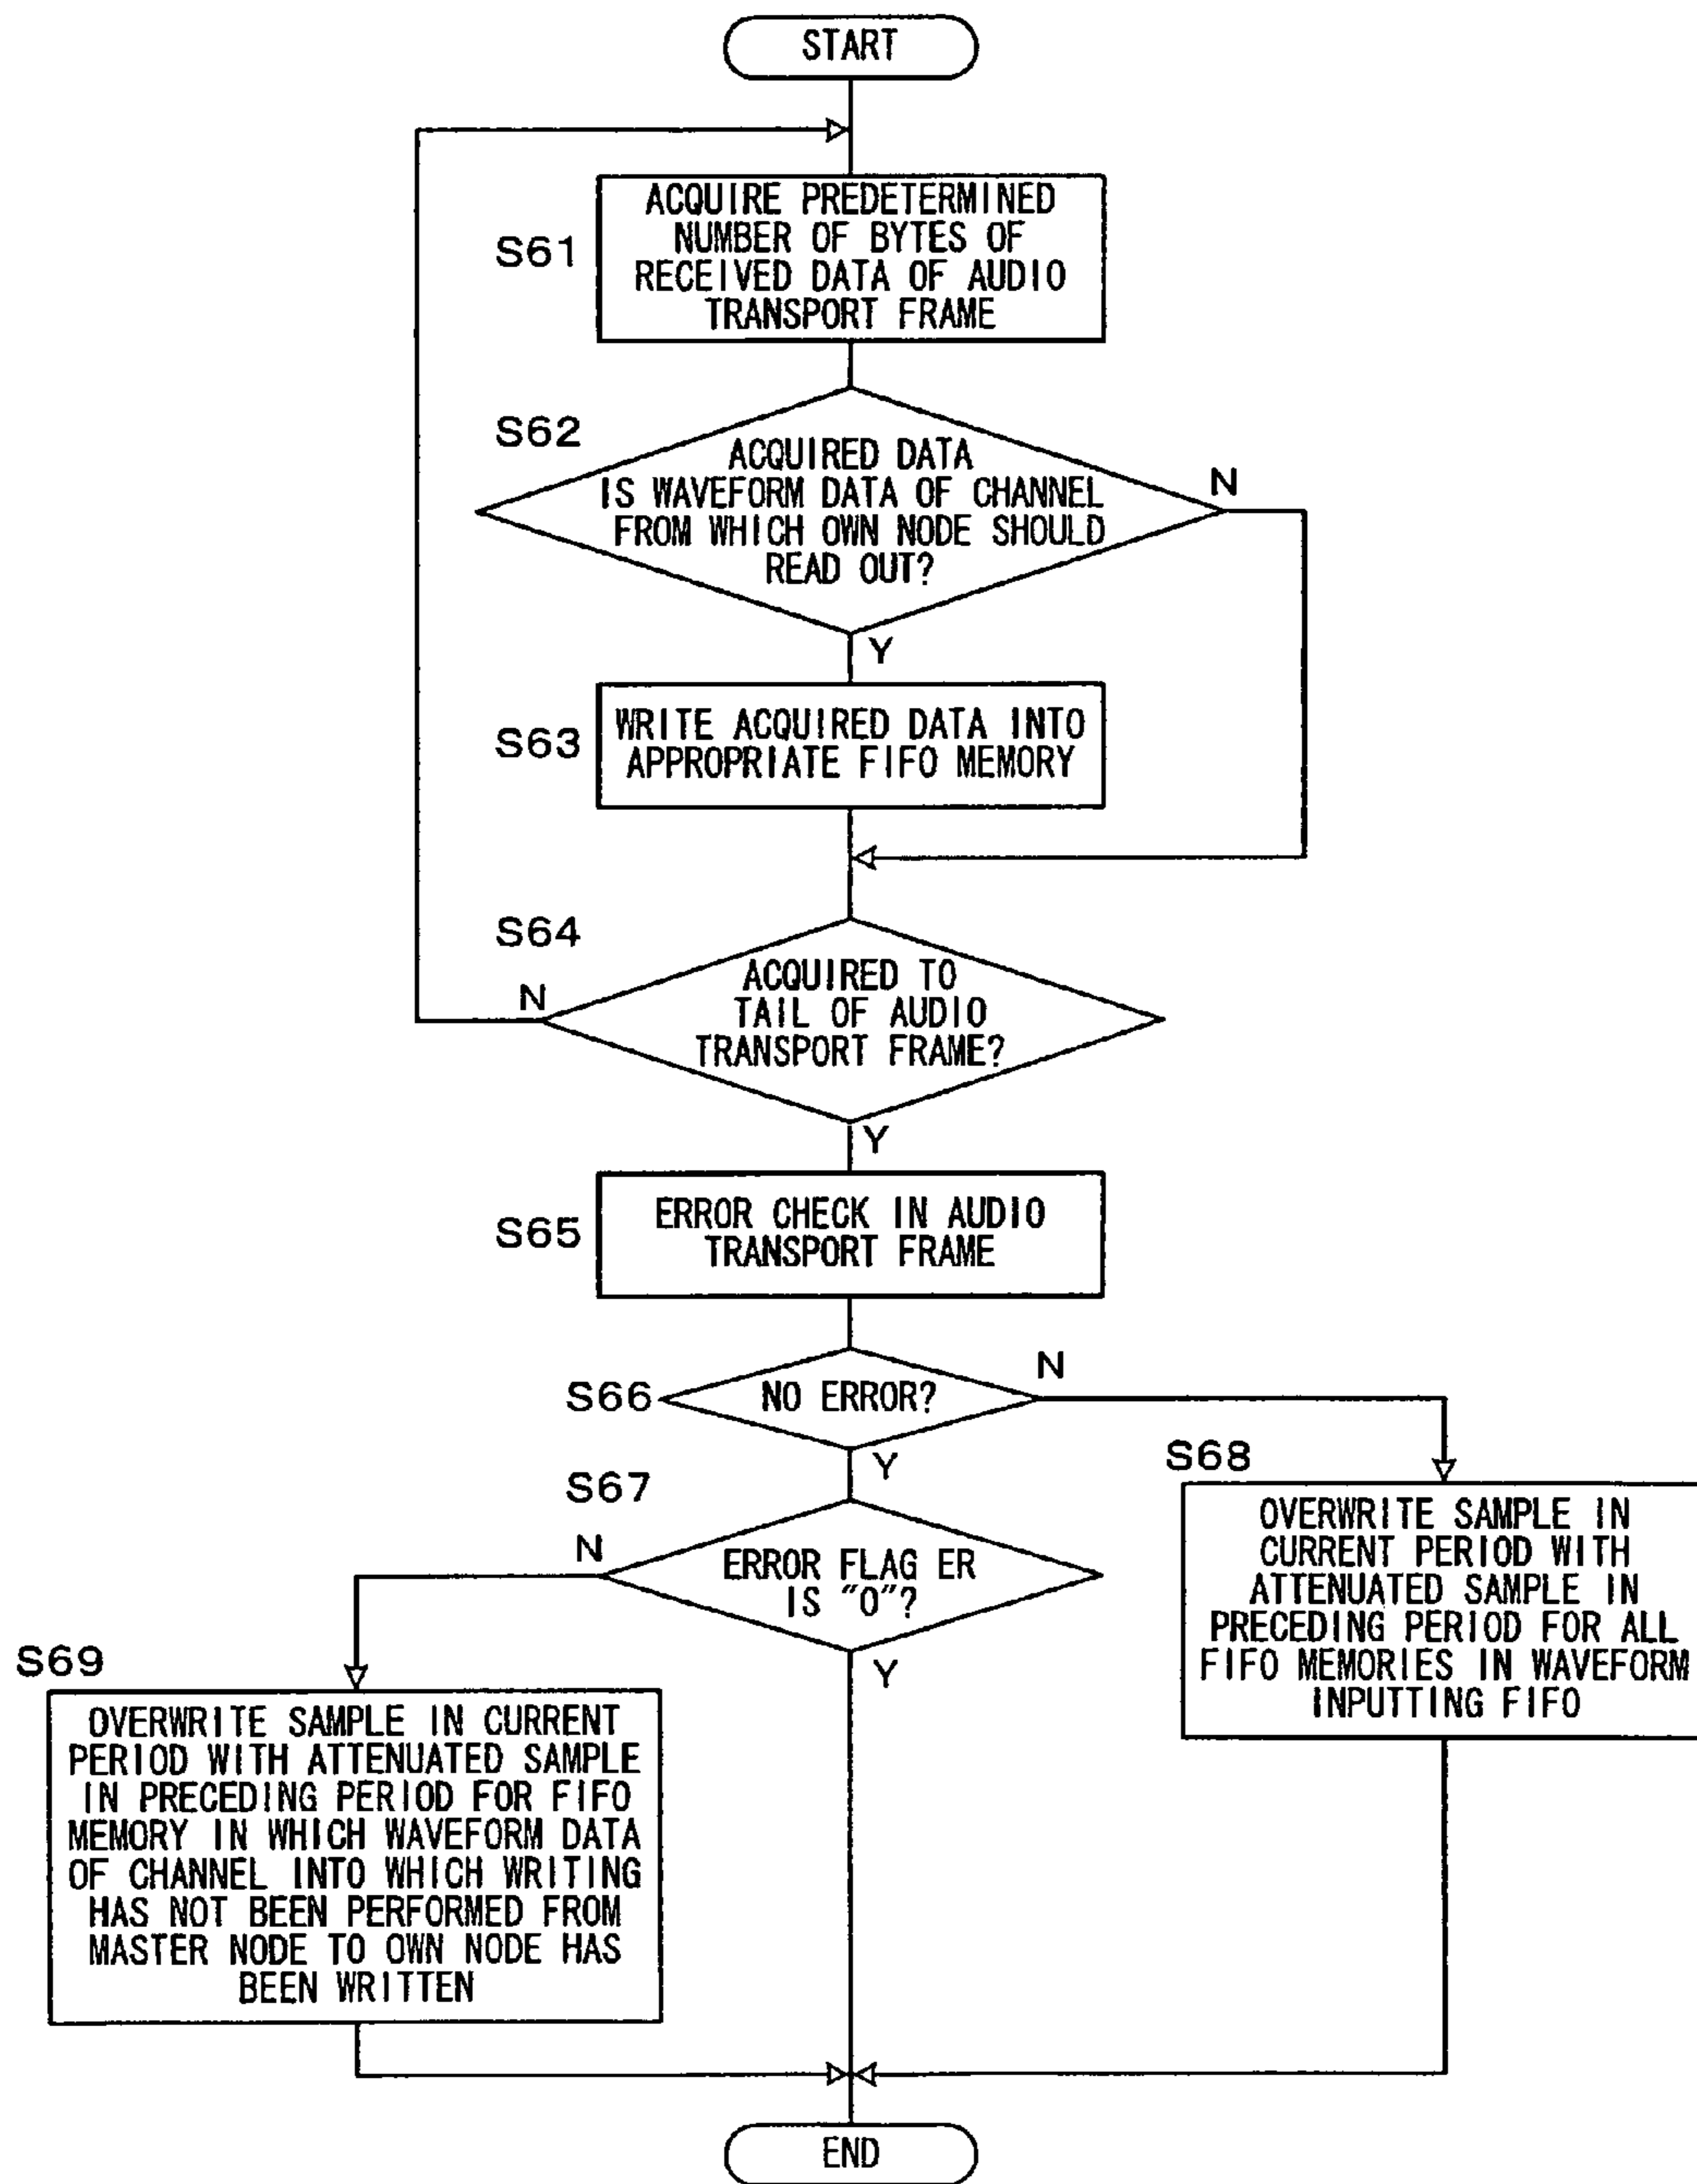 START
S61
ACQUIRE PREDETERMINED
NUMBER OF BYTES OF
RECEIVED DATA OF AUDIO
TRANSPORT FRAME
S62
ACQUIRED DATA
IS WAVEFORM DATA OF CHANNEL
FROM WHICH OWN NODE SHOULD
READ OUT?
N
Y
S63
WRITE ACQUIRED DATA INTO
APPROPRIATE FIFO MEMORY
S64
ACQUIRED TO
TAIL OF AUDIO
TRANSPORT FRAME?
N
Y
S65
ERROR CHECK IN AUDIO
TRANSPORT FRAME
S66
NO ERROR?
N
Y
S67
ERROR FLAG ER
IS "0"?
N
Y
S68
OVERWRITE SAMPLE IN
CURRENT PERIOD WITH
ATTENUATED SAMPLE IN
PRECEDING PERIOD FOR ALL
FIFO MEMORIES IN WAVEFORM
INPUTTING FIFO
S69
OVERWRITE SAMPLE IN CURRENT
PERIOD WITH ATTENUATED SAMPLE
IN PRECEDING PERIOD FOR FIFO
MEMORY IN WHICH WAVEFORM DATA
OF CHANNEL INTO WHICH WRITING
HAS NOT BEEN PERFORMED FROM
MASTER NODE TO OWN NODE HAS
BEEN WRITTEN
END